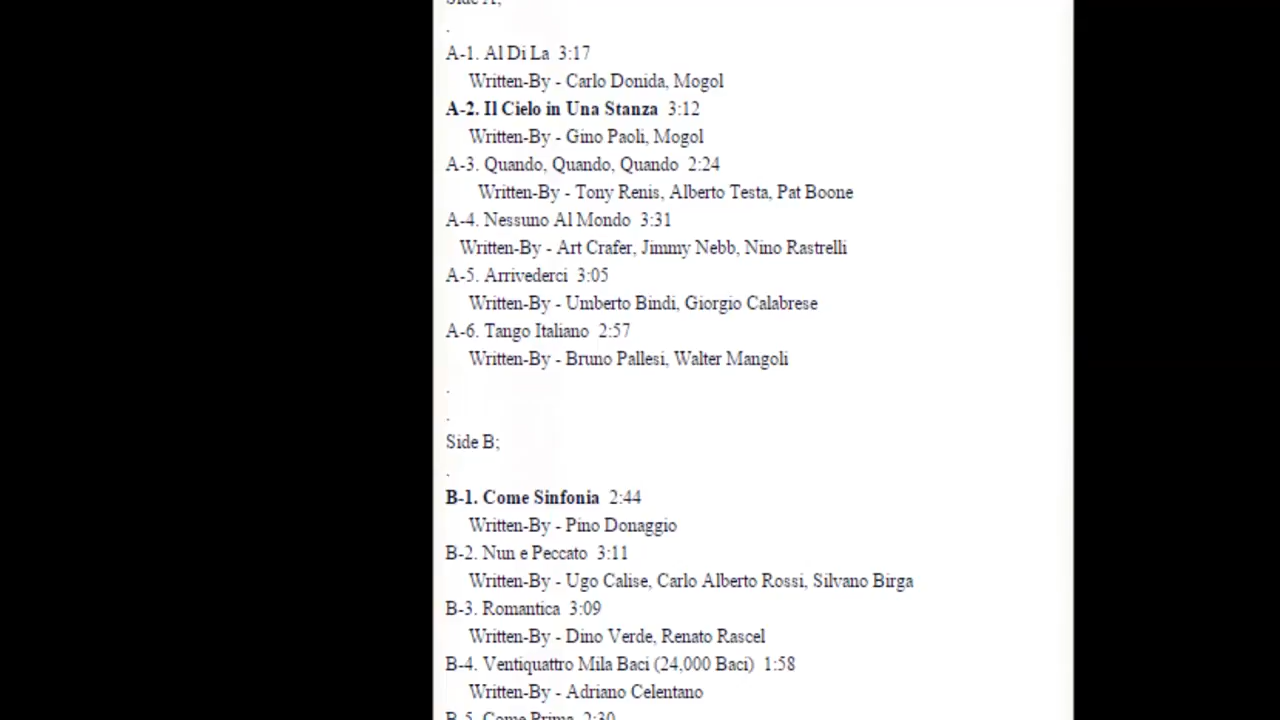 Side A;
.
A-1. Al Di La 3:17
Written-By - Carlo Donida, Mogol
A-2. Il Cielo in Una Stanza 3:12
Written-By - Gino Paoli, Mogol
A-3. Quando, Quando, Quando 2:24
Written-By - Tony Renis, Alberto Testa, Pat Boone
A-4. Nessuno Al Mondo 3:31
Written-By - Art Crafer, Jimmy Nebb, Nino Rastrelli
A-5. Arrivederci 3:05
Written-By - Umberto Bindi, Giorgio Calabrese
A-6. Tango Italiano 2:57
Written-By - Bruno Pallesi, Walter Mangoli
.
.
Side B;
.
B-1. Come Sinfonia 2:44
Written-By - Pino Donaggio
B-2. Nun e Peccato 3:11
Written-By - Ugo Calise, Carlo Alberto Rossi, Silvano Birga
B-3. Romantica 3:09
Written-By - Dino Verde, Renato Rascel
B-4. Ventiquattro Mila Baci (24,000 Baci) 1:58
Written-By - Adriano Celentano
B-5. Come Prima 2:30